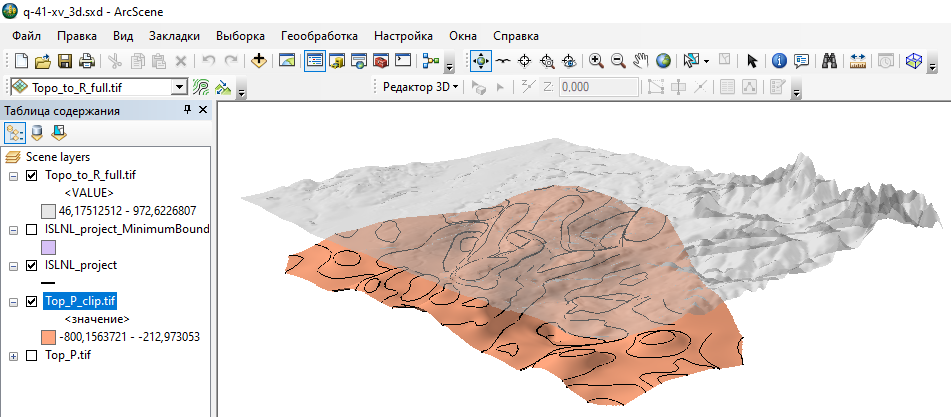 q-41-xv_3d.sxd - ArcScene
Файл Правка Вид Закладки Выборка Геообработка Настройка Окна Справка
Topo_to_R_full.tif Редактор 3D Z: 0,000
Таблица содержания
Scene layers
Topo_to_R_full.tif
<VALUE>
46,17512512 - 972,6226807
ISLNL_project_MinimumBound
ISLNL_project
Top_P_clip.tif
<значение>
-800,1563721 - -212,973053
Top_P.tif